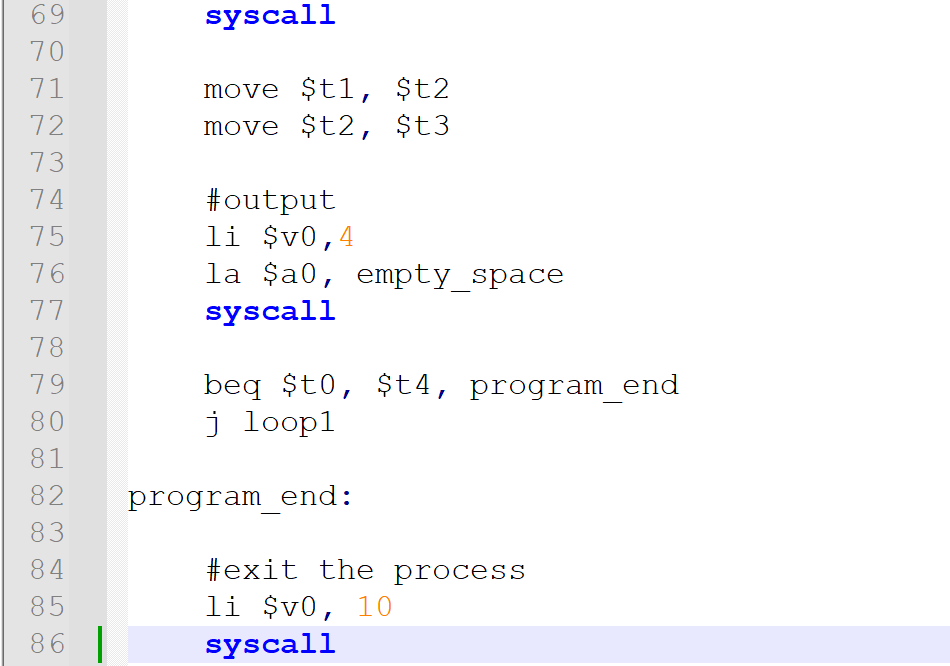 69 syscall
70
71 move $t1, $t2
72 move $t2, $t3
73
74 #output
75 li $v0,4
76 la $a0, empty_space
77 syscall
78
79 beq $t0, $t4, program_end
80 j loop1
81
82 program_end:
83
84 #exit the process
85 li $v0, 10
86 syscall